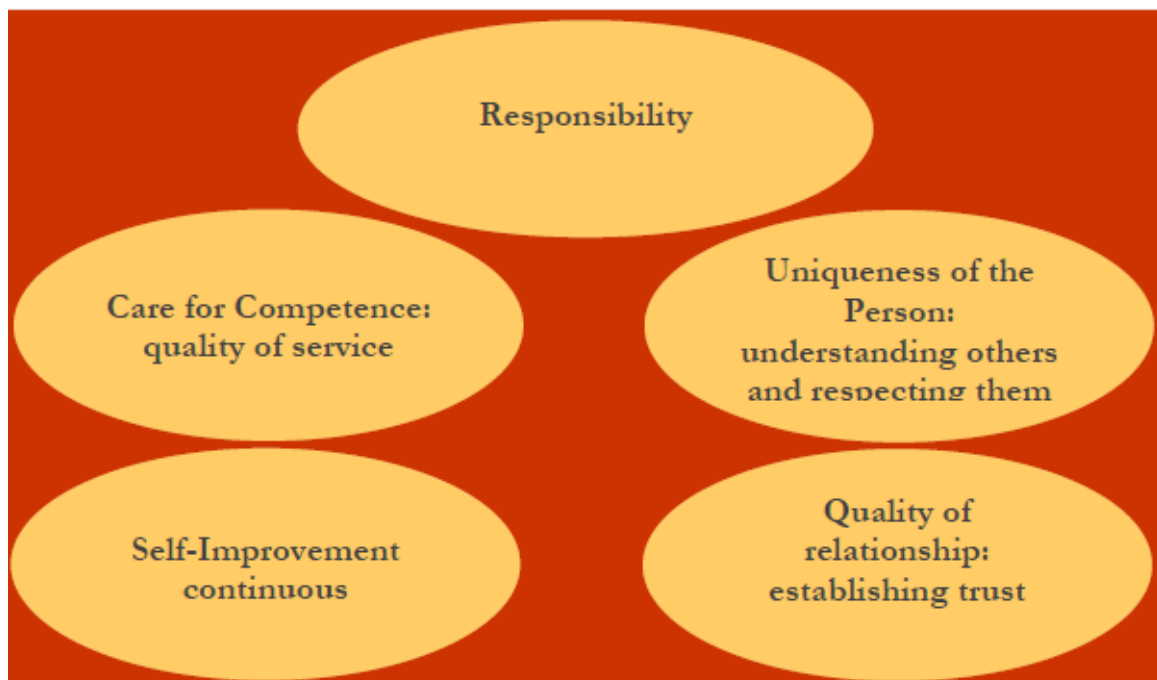 Responsibility
Care for Competence:
quality of service
Uniqueness of the
Person:
understanding others
and respecting them
Self-Improvement
continuous
Quality of
relationship:
establishing trust